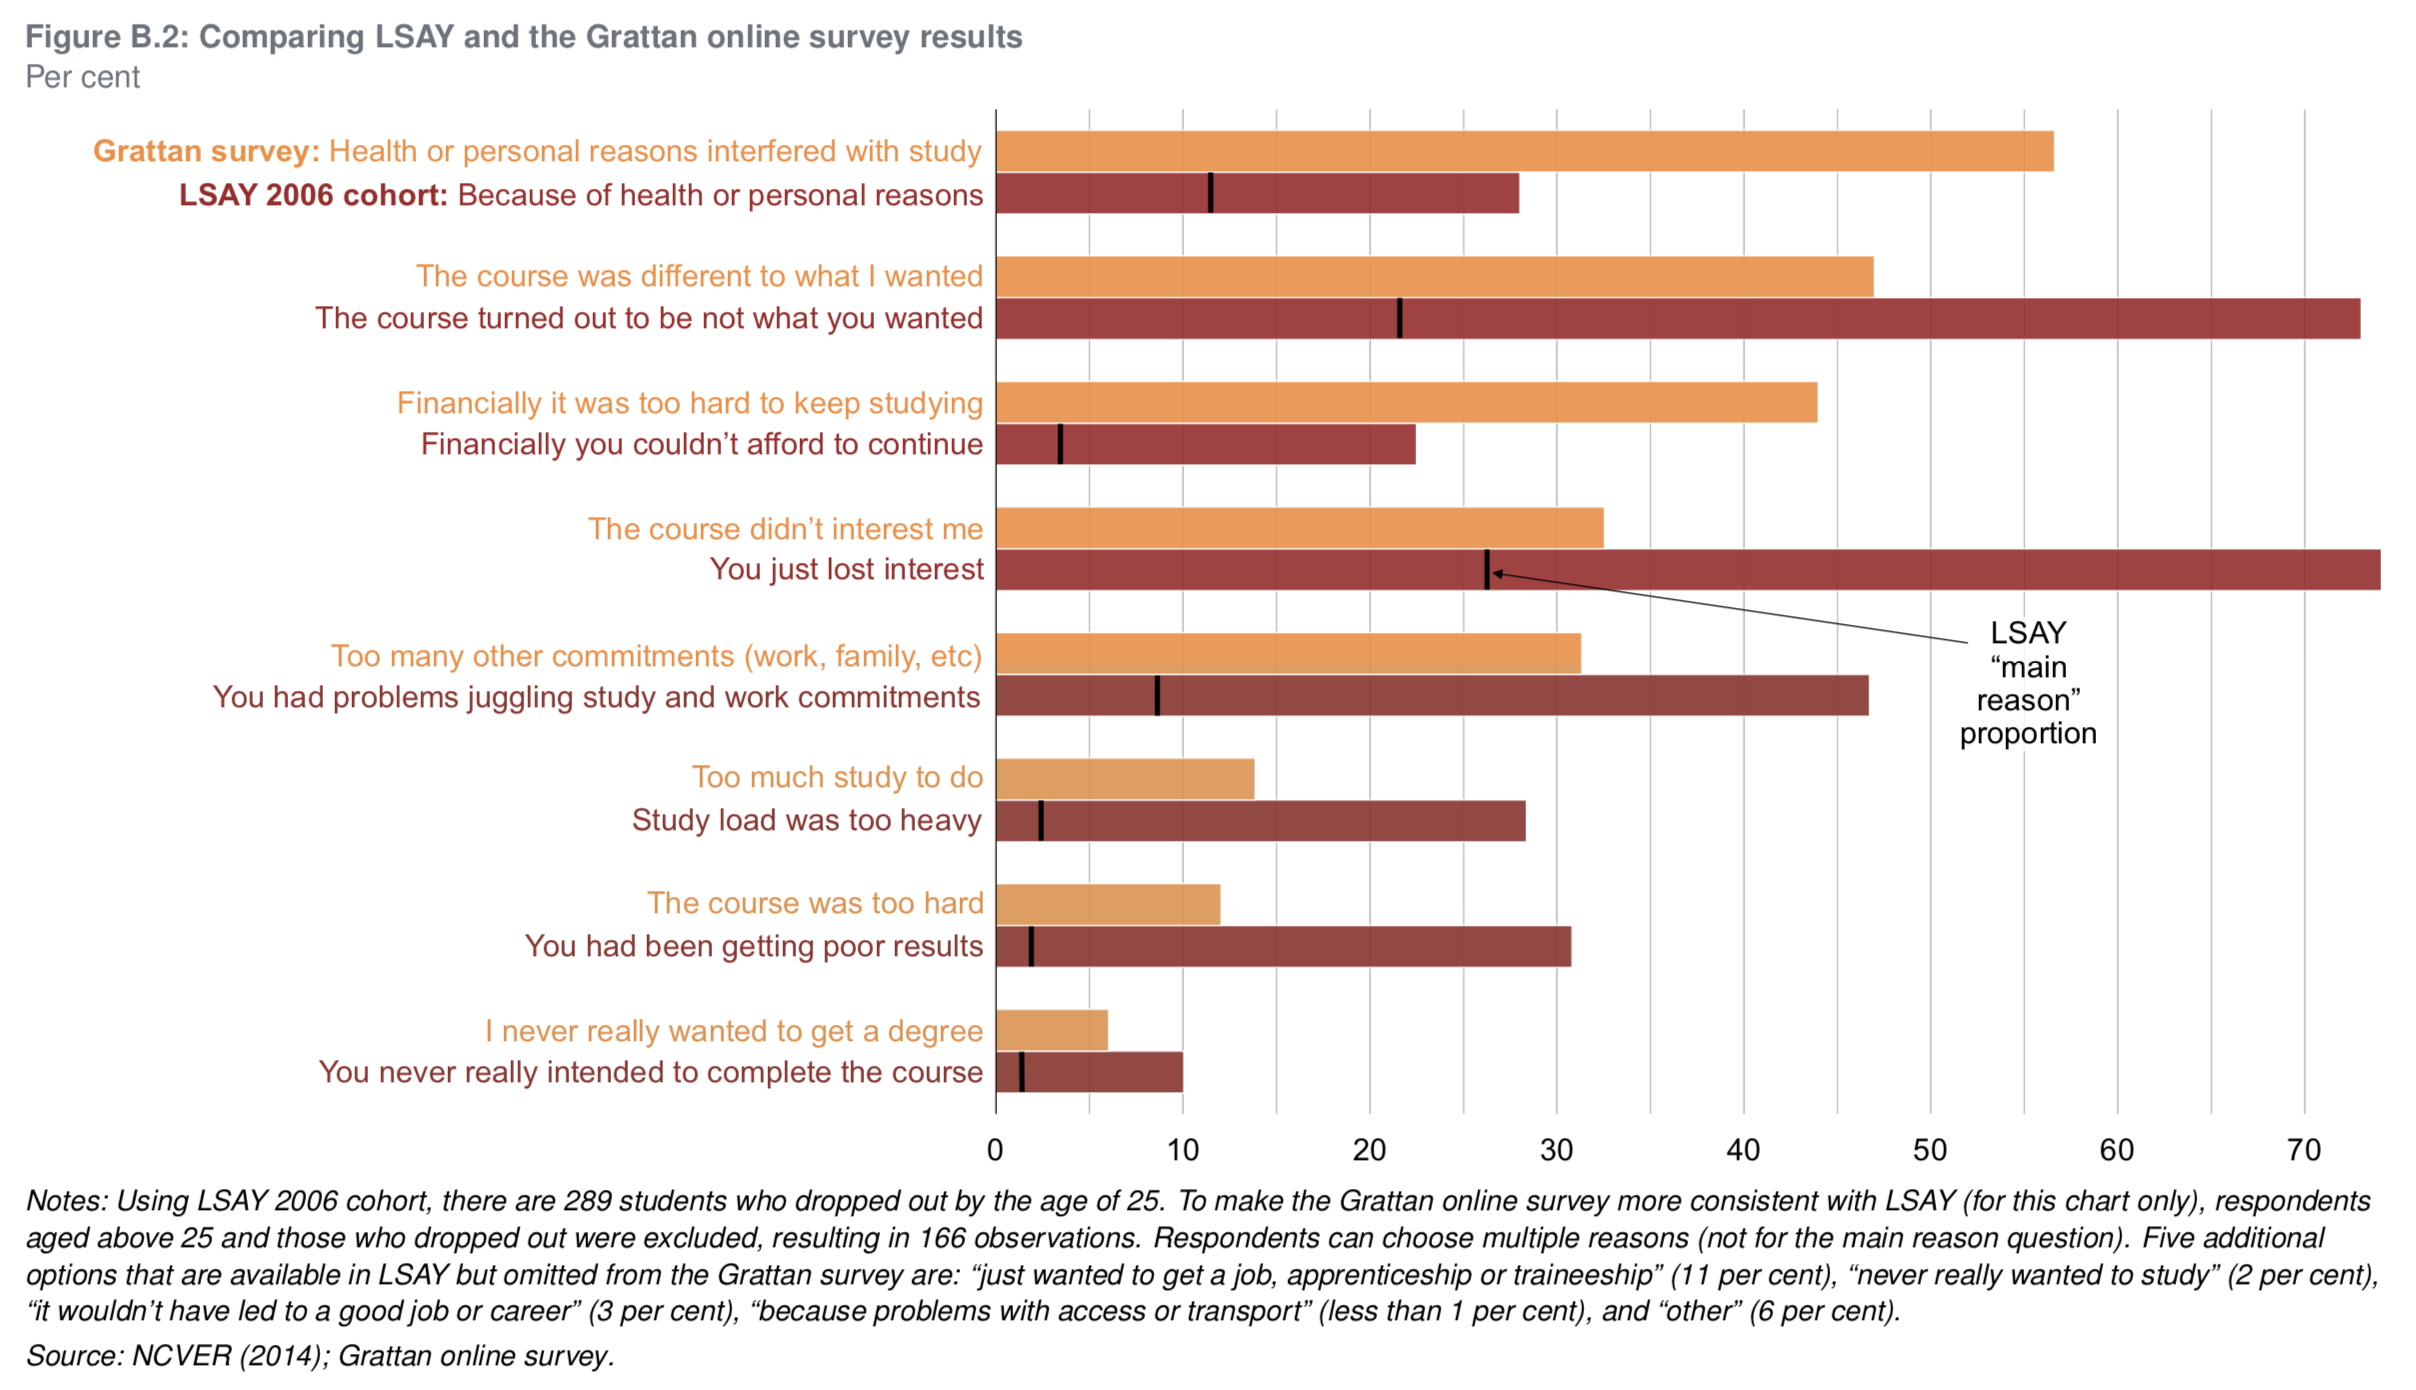 Figure B.2: Comparing LSAY and the Grattan online survey results
Per cent
Grattan survey: Health or personal reasons interfered with study
LSAY 2006 cohort: Because of health or personal reasons
The course was different to what I wanted
The course turned out to be not what you wanted
Financially it was too hard to keep studying
Financially you couldn’t afford to continue
The course didn’t interest me
You just lost interest
Too many other commitments (work, family, etc)
You had problems juggling study and work commitments
Too much study to do
Study load was too heavy
The course was too hard
You had been getting poor results
I never really wanted to get a degree
You never really intended to complete the course
LSAY
“main
reason”
proportion
0 10 20 30 40 50 60 70
Notes: Using LSAY 2006 cohort, there are 289 students who dropped out by the age of 25. To make the Grattan online survey more consistent with LSAY (for this chart only), respondents
aged above 25 and those who dropped out were excluded, resulting in 166 observations. Respondents can choose multiple reasons (not for the main reason question). Five additional
options that are available in LSAY but omitted from the Grattan survey are: “just wanted to get a job, apprenticeship or traineeship” (11 per cent), “never really wanted to study” (2 per cent),
“it wouldn’t have led to a good job or career” (3 per cent), “because problems with access or transport” (less than 1 per cent), and “other” (6 per cent).
Source: NCVER (2014); Grattan online survey.